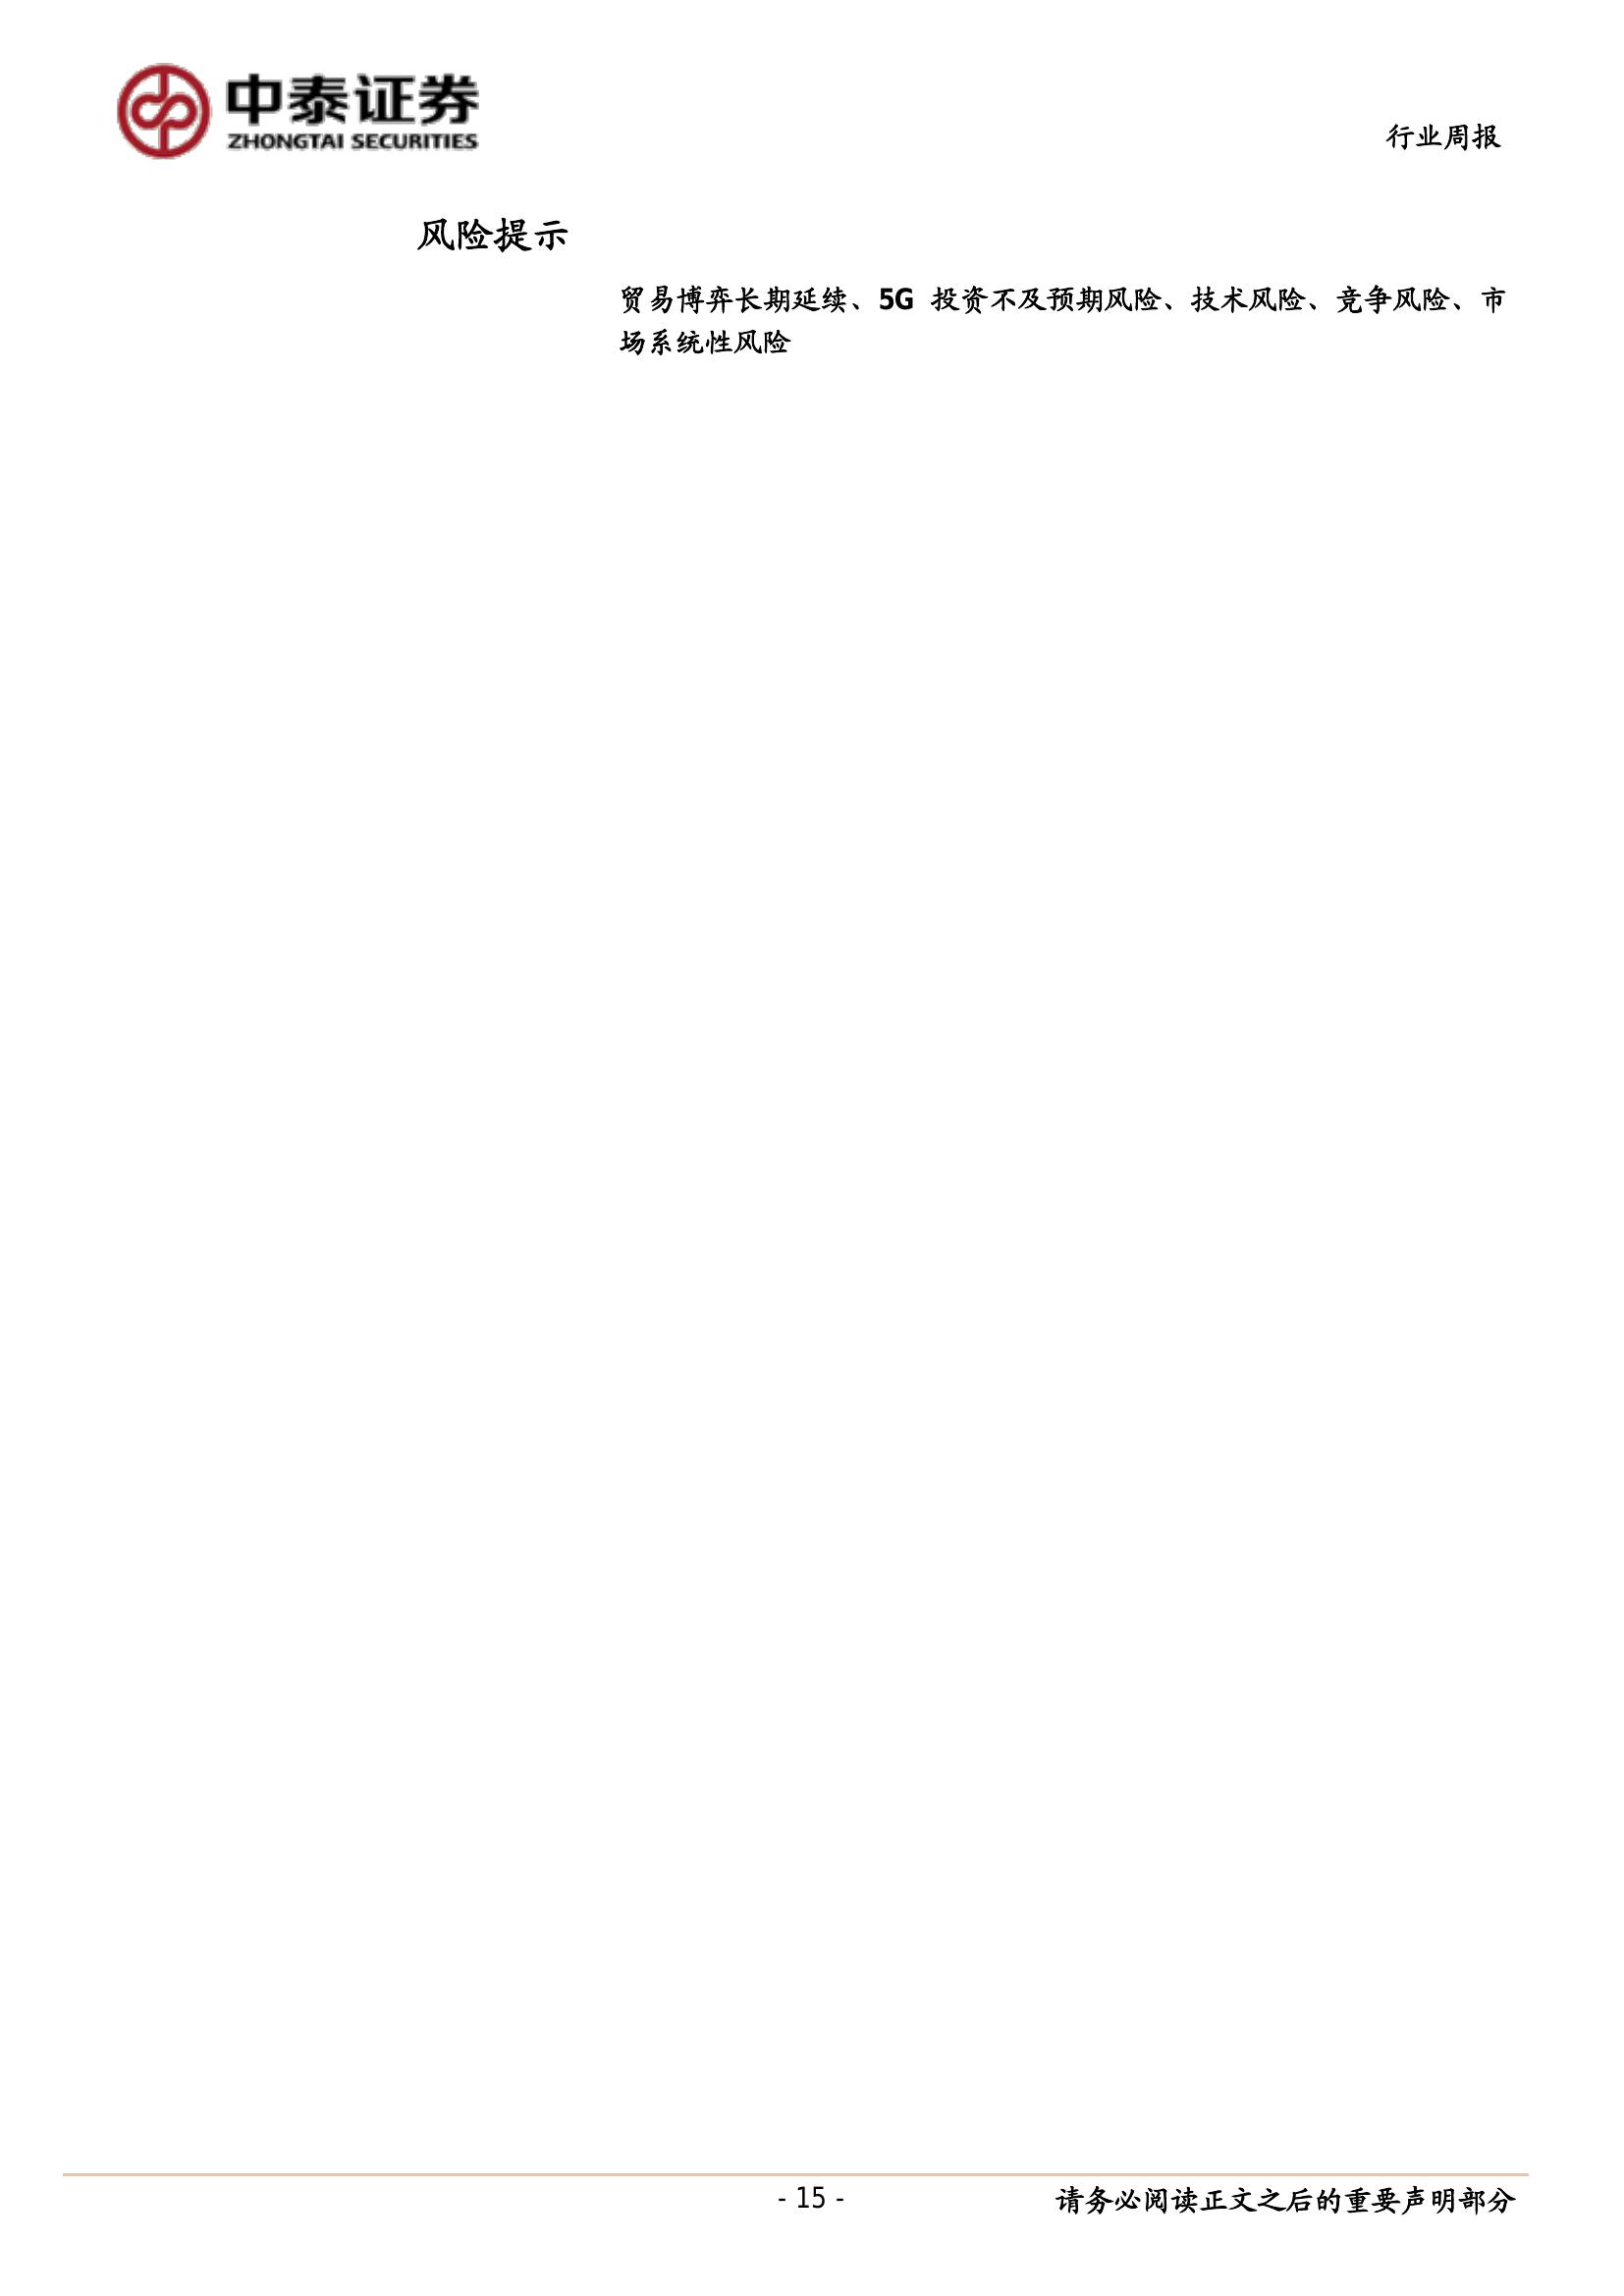 中泰证券
ZHONGTAI SECURITIES
行业周报
风险提示
贸易博弈长期延续、5G 投资不及预期风险、技术风险、竞争风险、市
场系统性风险
- 15 -
请务必阅读正文之后的重要声明部分